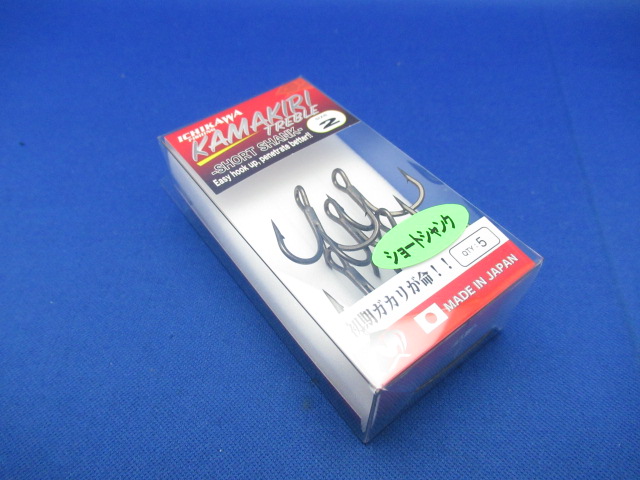 ICHIKAWA
KAMAKIRI
TREBLE
-SHORT SHANK-
Easy hook up, penetrate better!!
SIZE
2
ショートシャンク
初期ガカリが命！！
QTY 5
MADE IN JAPAN